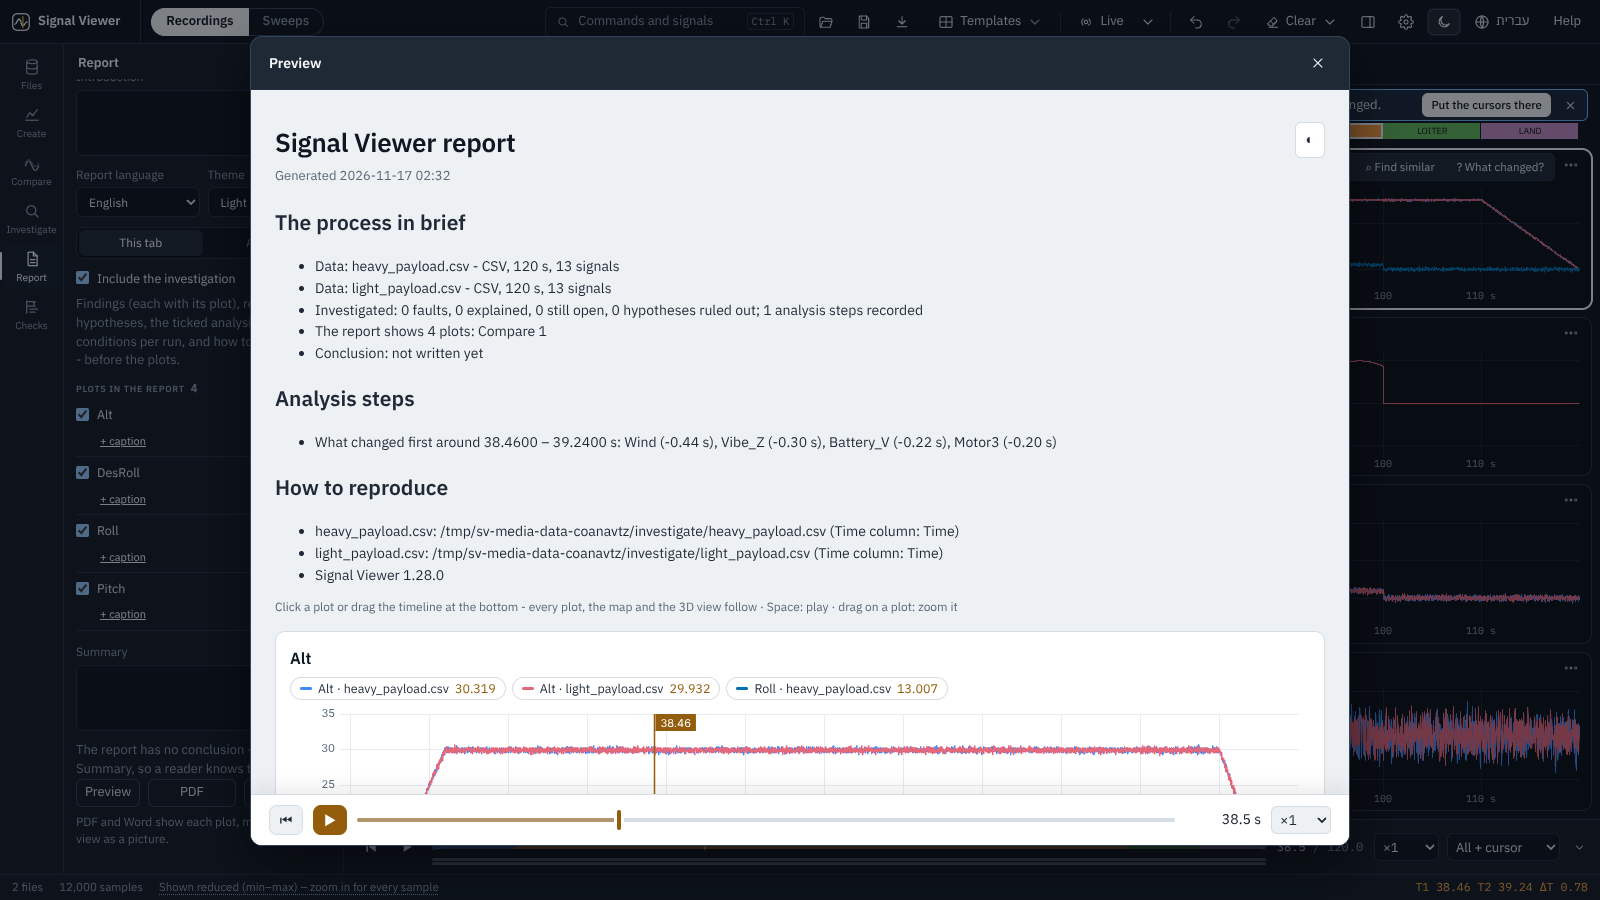 Signal Viewer
Recordings
Sweeps
Commands and signals
Ctrl K
Templates
Live
Clear
עברית
Help
Files
Create
Compare
Investigate
Report
Checks
Report
Report language
Theme
English
Light
This tab
Include the investigation
Findings (each with its plot), re
hypotheses, the ticked analysi
conditions per run, and how to
- before the plots.
PLOTS IN THE REPORT 4
Alt
+ caption
DesRoll
+ caption
Roll
+ caption
Pitch
+ caption
Summary
The report has no conclusion -
Summary, so a reader knows t
Preview
PDF
PDF and Word show each plot, m
view as a picture.
Preview
Signal Viewer report
Generated 2026-11-17 02:32
The process in brief
Data: heavy_payload.csv - CSV, 120 s, 13 signals
Data: light_payload.csv - CSV, 120 s, 13 signals
Investigated: 0 faults, 0 explained, 0 still open, 0 hypotheses ruled out; 1 analysis steps recorded
The report shows 4 plots: Compare 1
Conclusion: not written yet
Analysis steps
What changed first around 38.4600 – 39.2400 s: Wind (-0.44 s), Vibe_Z (-0.30 s), Battery_V (-0.22 s), Motor3 (-0.20 s)
How to reproduce
heavy_payload.csv: /tmp/sv-media-data-coanavtz/investigate/heavy_payload.csv (Time column: Time)
light_payload.csv: /tmp/sv-media-data-coanavtz/investigate/light_payload.csv (Time column: Time)
Signal Viewer 1.28.0
Click a plot or drag the timeline at the bottom - every plot, the map and the 3D view follow · Space: play · drag on a plot: zoom it
Alt
Alt · heavy_payload.csv 30.319
Alt · light_payload.csv 29.932
Roll · heavy_payload.csv 13.007
35
38.46
30
25
38.5 s
×1
nged.
Put the cursors there
LOITER
LAND
Find similar
? What changed?
100
110 s
100
110 s
100
110 s
100
110 s
38.5 / 120.0
×1
All + cursor
2 files
12,000 samples
Shown reduced (min–max) – zoom in for every sample
T1 38.46 T2 39.24 ΔT 0.78